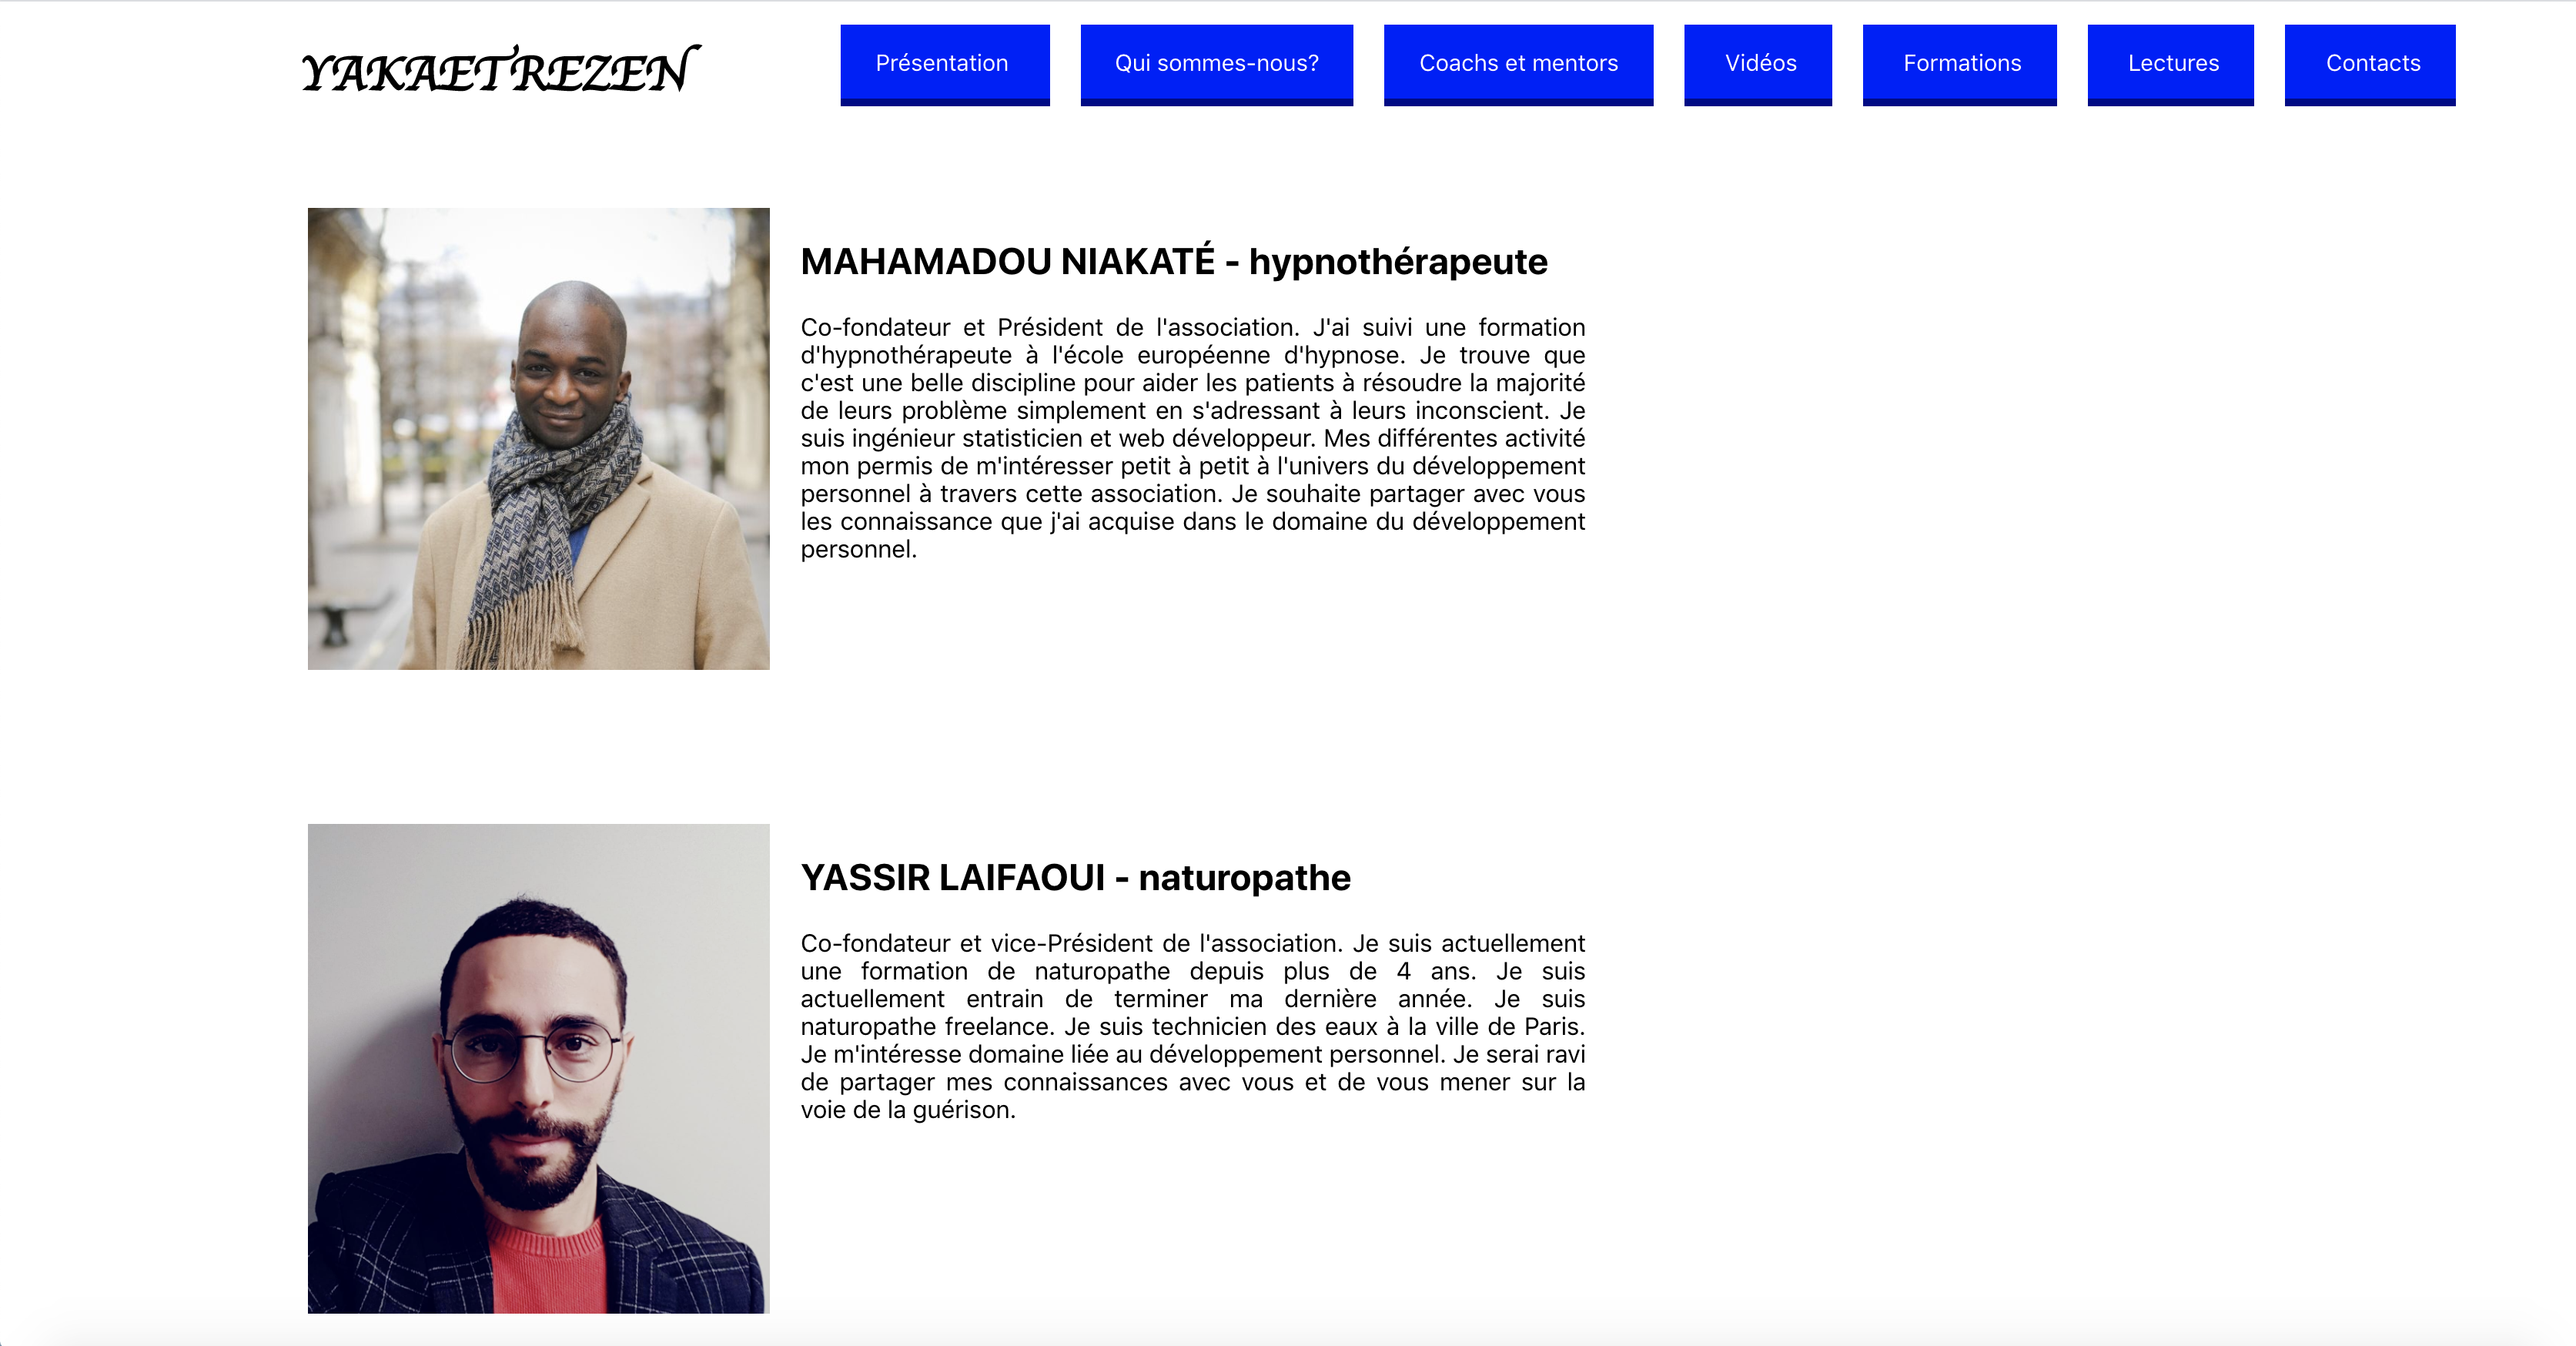 YAKAETREZEN
Présentation
Qui sommes-nous?
Coachs et mentors
Vidéos
Formations
Lectures
Contacts
MAHAMADOU NIAKATÉ - hypnothérapeute
Co-fondateur et Président de l'association. J'ai suivi une formation
d'hypnothérapeute à l'école européenne d'hypnose. Je trouve que
c'est une belle discipline pour aider les patients à résoudre la majorité
de leurs problème simplement en s'adressant à leurs inconscient. Je
suis ingénieur statisticien et web développeur. Mes différentes activité
mon permis de m'intéresser petit à petit à l'univers du développement
personnel à travers cette association. Je souhaite partager avec vous
les connaissance que j'ai acquise dans le domaine du développement
personnel.
YASSIR LAIFAOUI - naturopathe
Co-fondateur et vice-Président de l'association. Je suis actuellement
une formation de naturopathe depuis plus de 4 ans. Je suis
actuellement entrain de terminer ma dernière année. Je suis
naturopathe freelance. Je suis technicien des eaux à la ville de Paris.
Je m'intéresse domaine liée au développement personnel. Je serai ravi
de partager mes connaissances avec vous et de vous mener sur la
voie de la guérison.